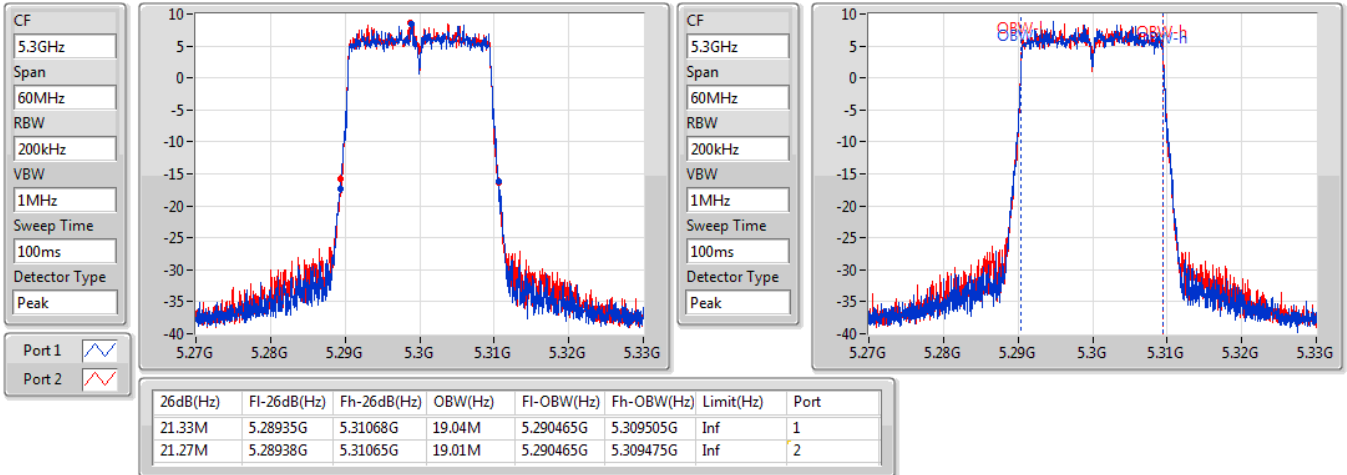 CF
5.3GHz
Span
60MHz
RBW
200kHz
VBW
1MHz
Sweep Time
100ms
Detector Type
Peak
10
5
0
-5
-10
-15
-20
-25
-30
-35
-40
5.27G 5.28G 5.29G 5.3G 5.31G 5.32G 5.33G
CF
5.3GHz
Span
60MHz
RBW
200kHz
VBW
1MHz
Sweep Time
100ms
Detector Type
Peak
10
5
0
-5
-10
-15
-20
-25
-30
-35
-40
OBW-h
OBW-h
5.27G 5.28G 5.29G 5.3G 5.31G 5.32G 5.33G
Port 1
Port 2
26dB(Hz) Fl-26dB(Hz) Fh-26dB(Hz) OBW(Hz) Fl-OBW(Hz) Fh-OBW(Hz) Limit(Hz) Port
21.33M 5.28935G 5.31068G 19.04M 5.290465G 5.309505G Inf 1
21.27M 5.28938G 5.31065G 19.01M 5.290465G 5.309475G Inf 2